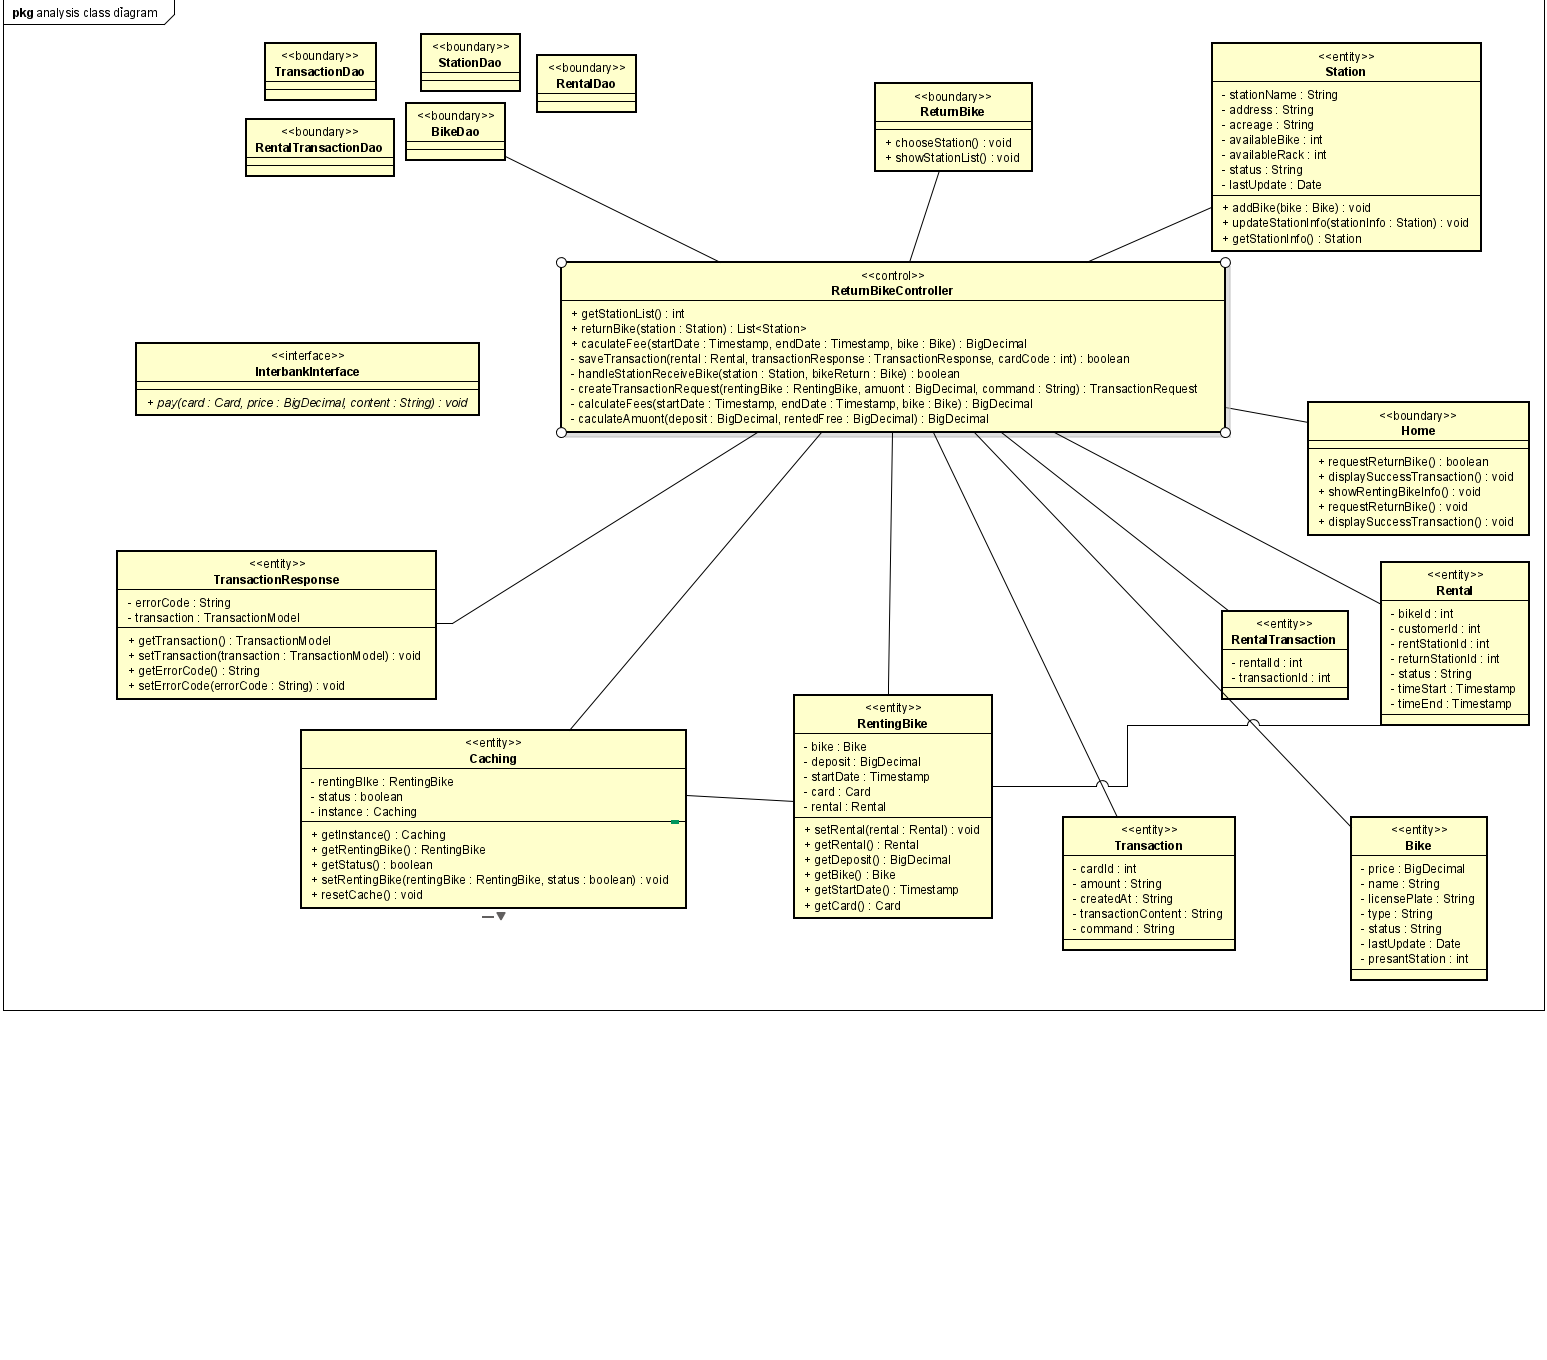 pkg analysis class diagram
<<boundary>>
TransactionDao
<<boundary>>
StationDao
<<boundary>>
RentalDao
<<boundary>>
RentalTransactionDao
<<boundary>>
BikeDao
<<boundary>>
ReturnBike
+ chooseStation() : void
+ showStationList() : void
<<entity>>
Station
- stationName : String
- address : String
- acreage : String
- availableBike : int
- availableRack : int
- status : String
- lastUpdate : Date
+ addBike(bike : Bike) : void
+ updateStationInfo(stationInfo : Station) : void
+ getStationInfo() : Station
<<control>>
ReturnBikeController
+ getStationList() : int
+ returnBike(station : Station) : List<Station>
+ caculateFee(startDate : Timestamp, endDate : Timestamp, bike : Bike) : BigDecimal
- saveTransaction(rental : Rental, transactionResponse : TransactionResponse, cardCode : int) : boolean
- handleStationReceiveBike(station : Station, bikeReturn : Bike) : boolean
- createTransactionRequest(rentingBike : RentingBike, amuont : BigDecimal, command : String) : TransactionRequest
- calculateFees(startDate : Timestamp, endDate : Timestamp, bike : Bike) : BigDecimal
- caculateAmuont(deposit : BigDecimal, rentedFree : BigDecimal) : BigDecimal
<<interface>>
InterbankInterface
+ pay(card : Card, price : BigDecimal, content : String) : void
<<boundary>>
Home
+ requestReturnBike() : boolean
+ displaySuccessTransaction() : void
+ showRentingBikeInfo() : void
+ requestReturnBike() : void
+ displaySuccessTransaction() : void
<<entity>>
TransactionResponse
- errorCode : String
- transaction : TransactionModel
+ getTransaction() : TransactionModel
+ setTransaction(transaction : TransactionModel) : void
+ getErrorCode() : String
+ setErrorCode(errorCode : String) : void
<<entity>>
Rental
- bikeId : int
- customerId : int
- rentStationId : int
- returnStationId : int
- status : String
- timeStart : Timestamp
- timeEnd : Timestamp
<<entity>>
RentalTransaction
- rentalId : int
- transactionId : int
<<entity>>
Caching
- rentingBIke : RentingBike
- status : boolean
- instance : Caching
+ getInstance() : Caching
+ getRentingBike() : RentingBike
+ getStatus() : boolean
+ setRentingBike(rentingBike : RentingBike, status : boolean) : void
+ resetCache() : void
<<entity>>
RentingBike
- bike : Bike
- deposit : BigDecimal
- startDate : Timestamp
- card : Card
- rental : Rental
+ setRental(rental : Rental) : void
+ getRental() : Rental
+ getDeposit() : BigDecimal
+ getBike() : Bike
+ getStartDate() : Timestamp
+ getCard() : Card
<<entity>>
Transaction
- cardId : int
- amount : String
- createdAt : String
- transactionContent : String
- command : String
<<entity>>
Bike
- price : BigDecimal
- name : String
- licensePlate : String
- type : String
- status : String
- lastUpdate : Date
- presantStation : int